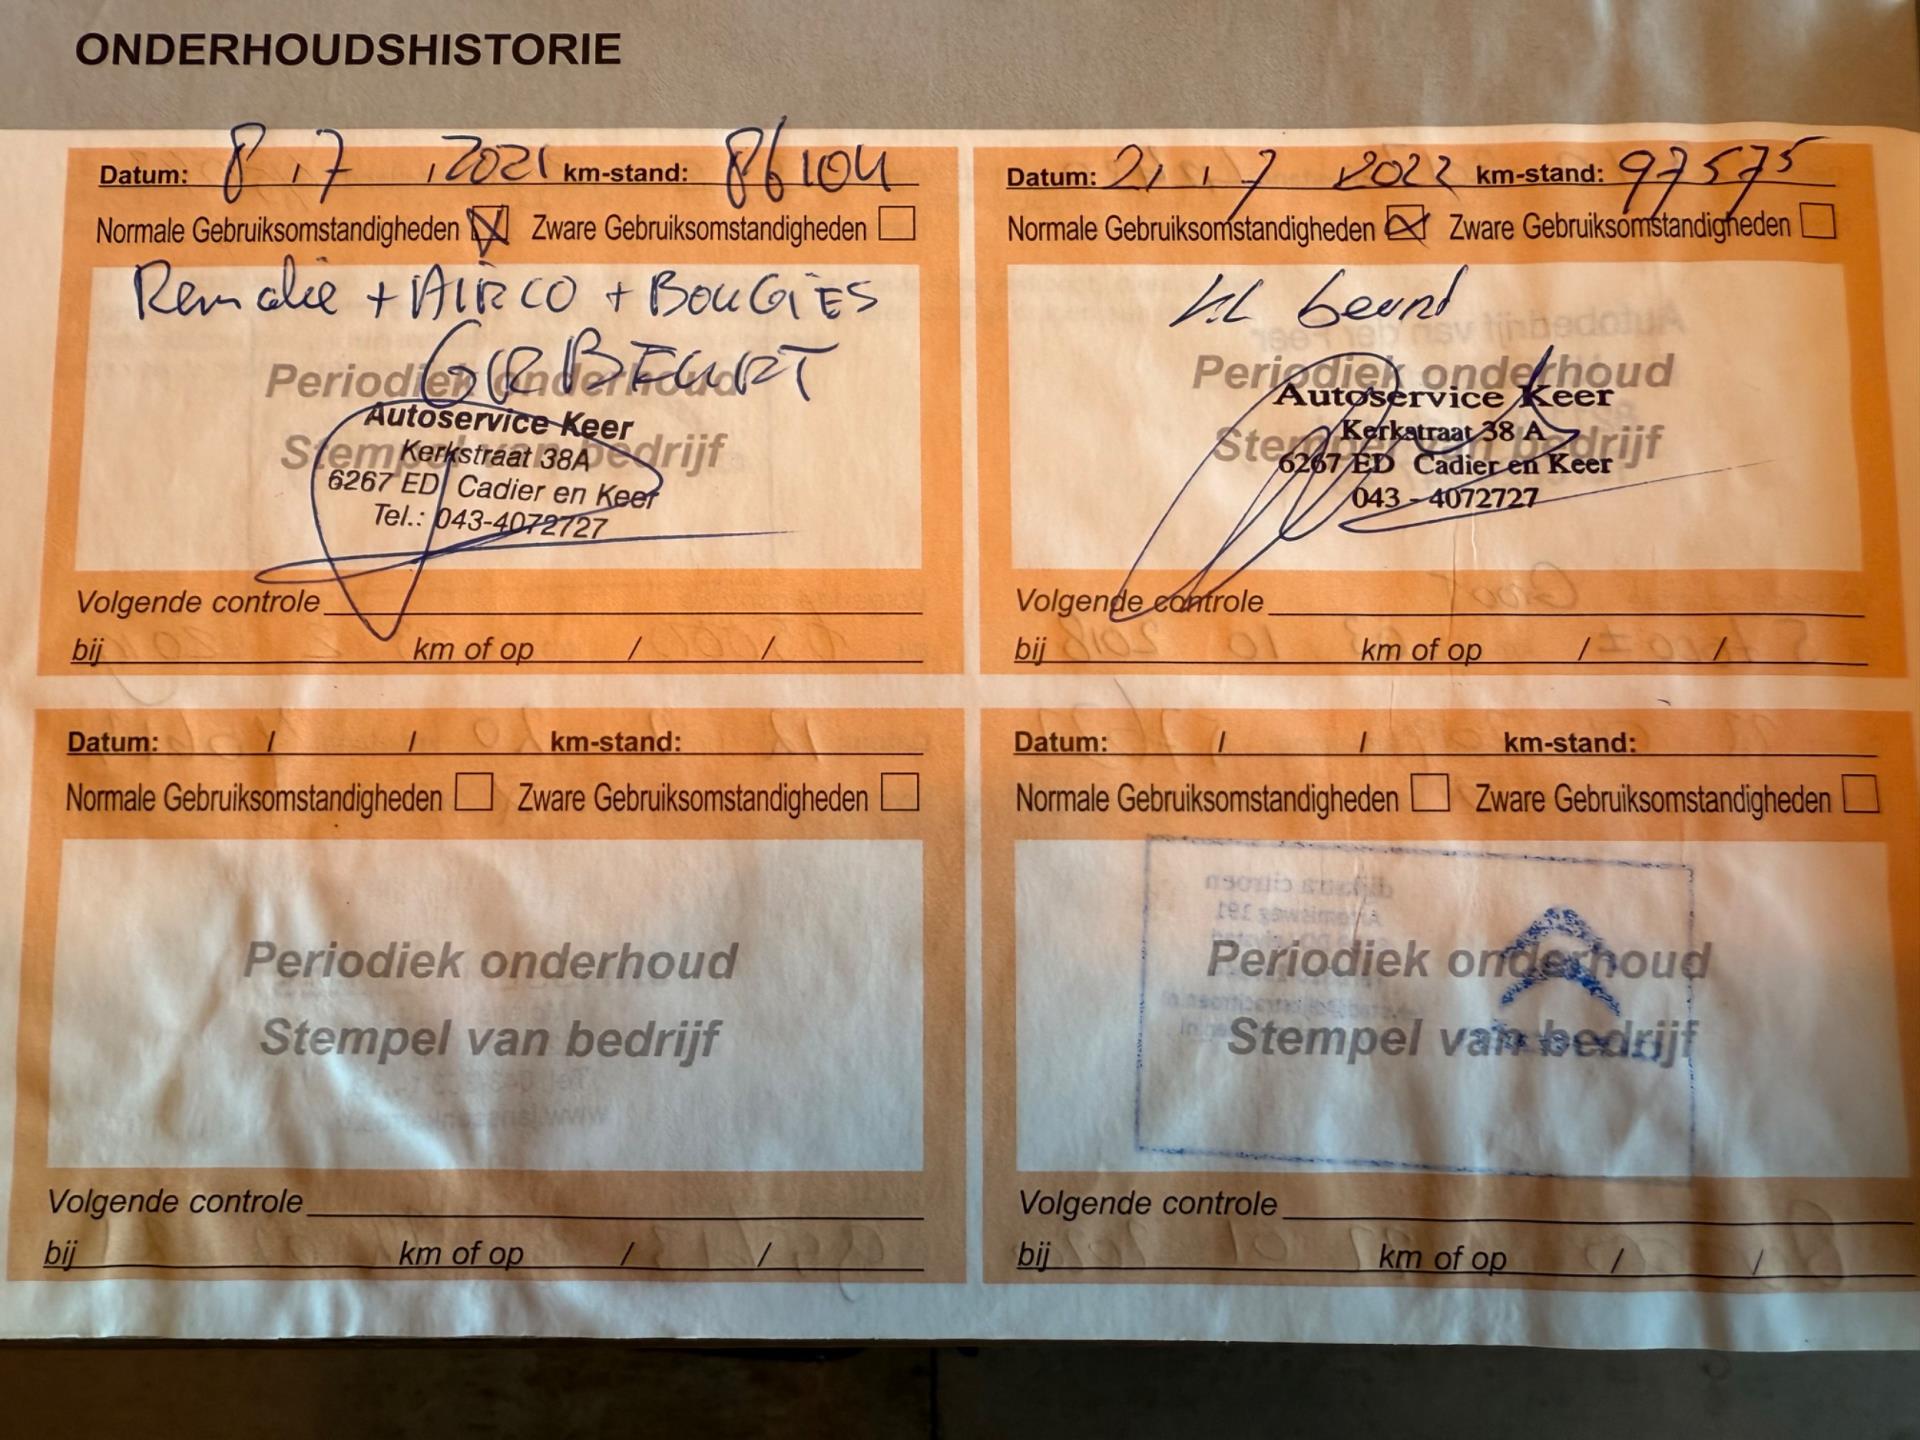 ONDERHOUDSHISTORIE
Datum: 8 , 7 , 2021 km-stand: 86104
Normale Gebruiksomstandigheden Zware Gebruiksomstandigheden
+ AIRCO + BOUGIES
GR BEURT
Periodiek onderhoud
Stempel van bedrijf
Autoservice Keer
Kerkstraat 38A
6267 ED Cadier en Keer
Tel.: 043-4072727
Volgende controle
bij km of op / /
Datum: 21 , 7 2022 km-stand: 97575
Normale Gebruiksomstandigheden Zware Gebruiksomstandigheden
kl beurt
Periodiek onderhoud
Stempel van bedrijf
Autoservice Keer
Kerkstraat 38 A
6267 ED Cadier en Keer
043 - 4072727
Volgende controle
bij km of op / /
Datum: / / km-stand:
Normale Gebruiksomstandigheden Zware Gebruiksomstandigheden
Periodiek onderhoud
Stempel van bedrijf
Volgende controle
bij km of op / /
Datum: / / km-stand:
Normale Gebruiksomstandigheden Zware Gebruiksomstandigheden
Periodiek onderhoud
Stempel van bedrijf
Volgende controle
bij km of op / /